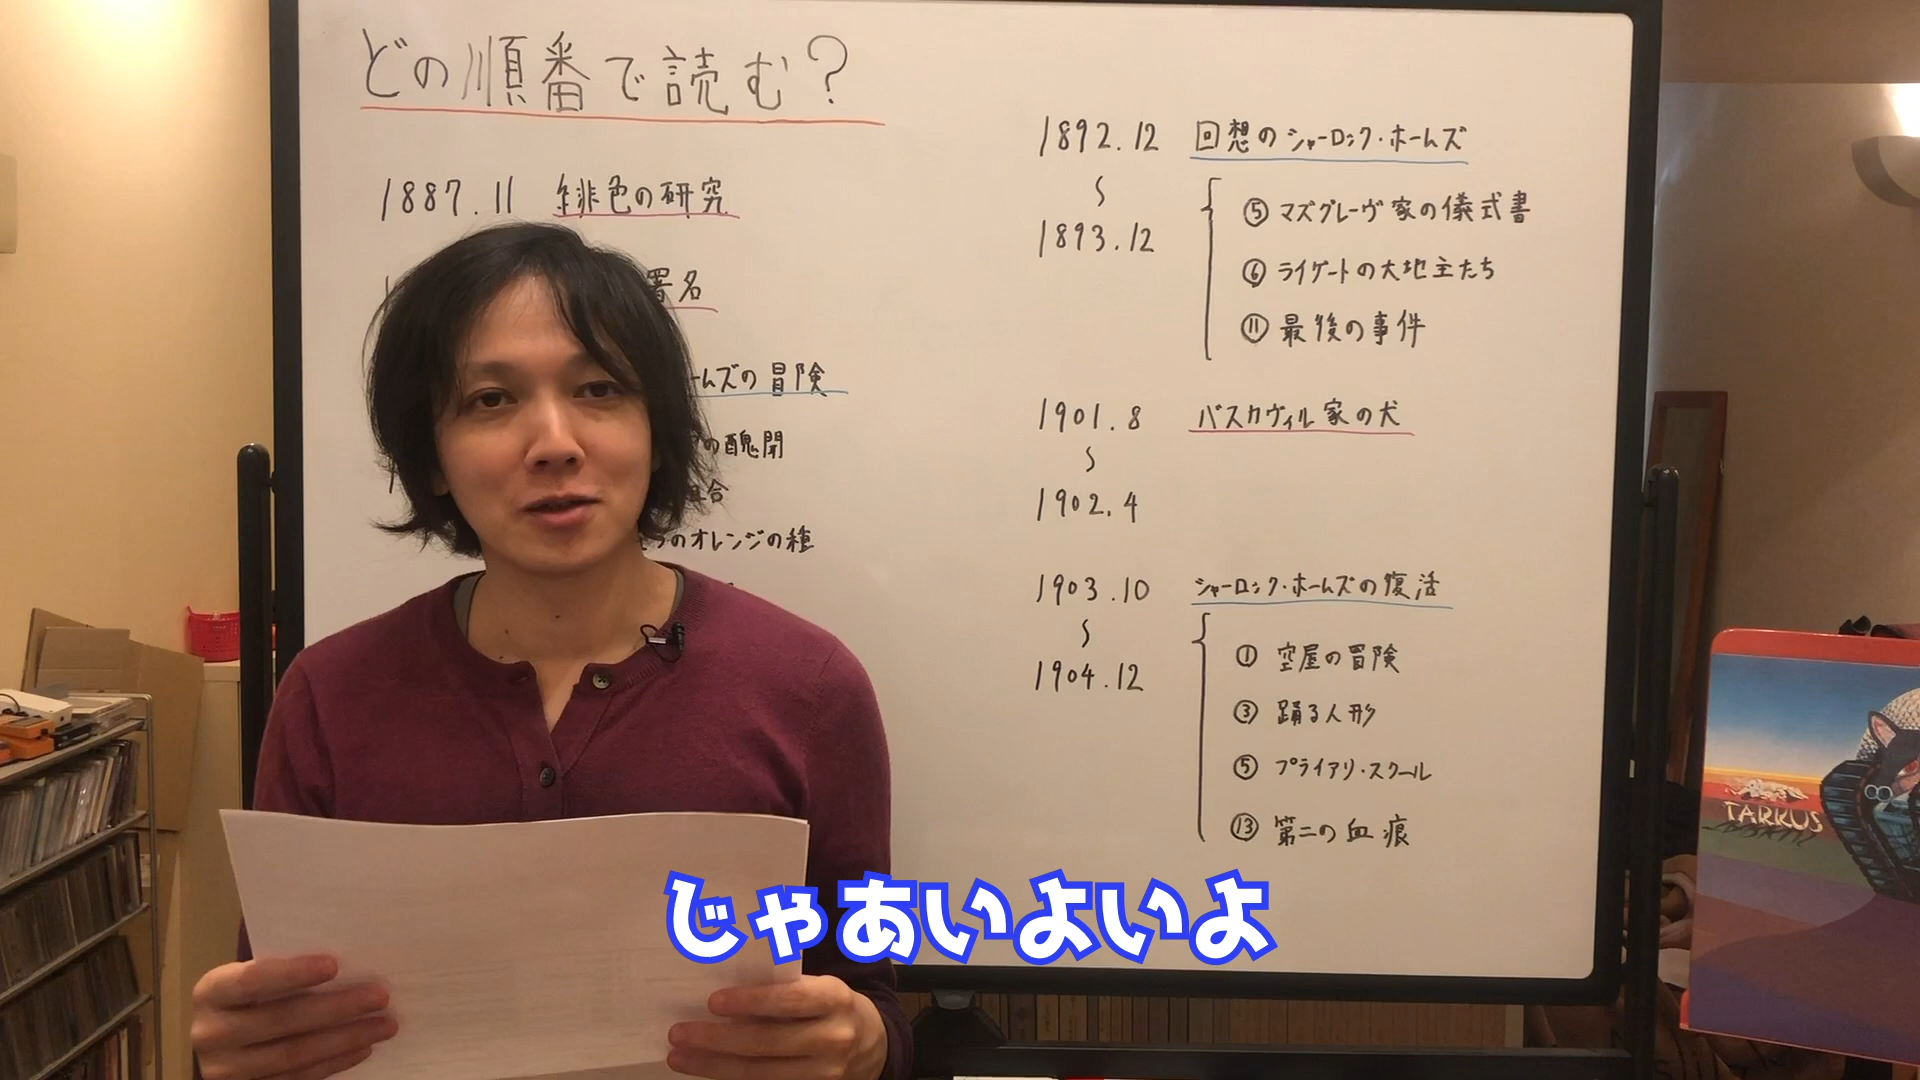 どの順番で読む?
1887.11 緋色の研究
署名
ームズの冒険
の醜聞
組合
つのオレンジの種
1892.12 回想のシャーロック・ホームズ
〜
1893.12
⑤ マズグレーヴ家の儀式書
⑥ ライゲートの大地主たち
⑪ 最後の事件
1901.8 バスカヴィル家の犬
〜
1902.4
1903.10 シャーロック・ホームズの復活
〜
1904.12
① 空屋の冒険
③ 踊る人形
⑤ プライアリ・スクール
⑬ 第二の血痕
TARKUS
じゃあいよいよ